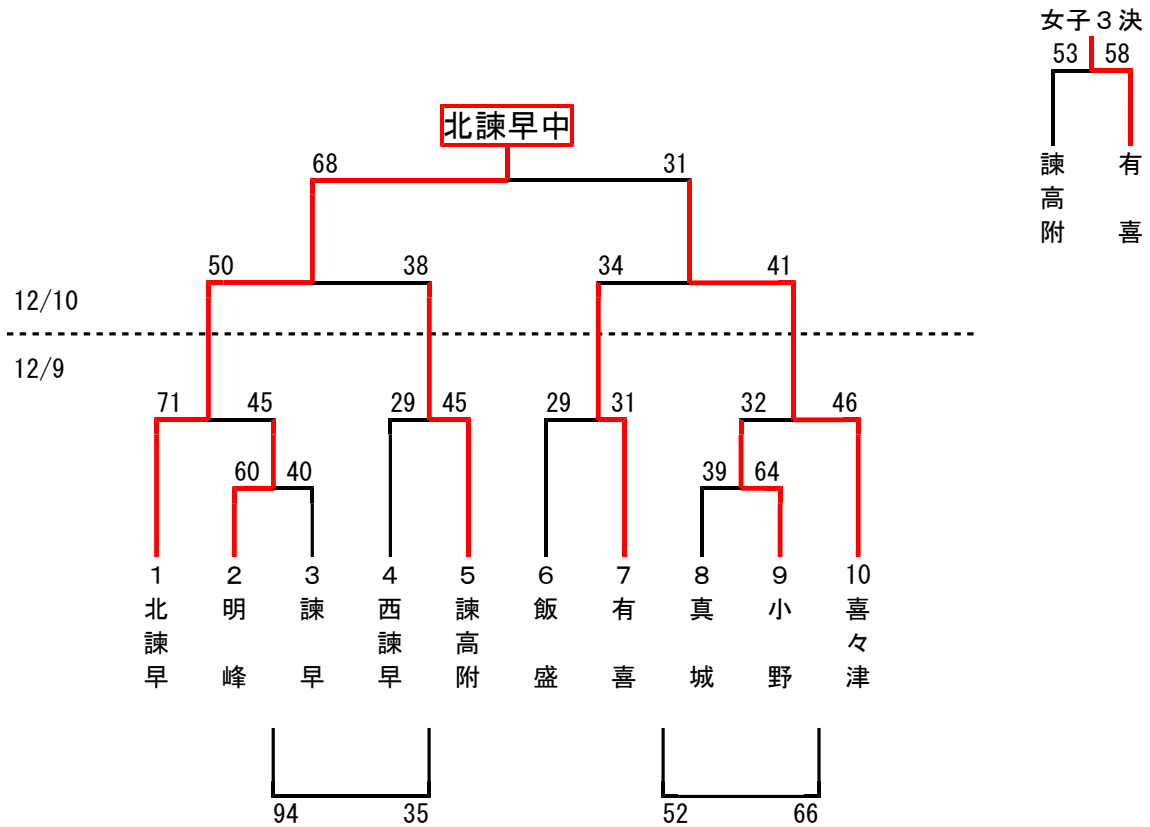 女子３決
53 58
諫高附
有喜
北諫早中
68 31
50 38 34 41
12/10
12/9
71 45 29 45 29 31 32 46
60 40 39 64
1 2 3 4 5 6 7 8 9 10
北諫早
明峰
諫早
西諫早
諫高附
飯盛
有喜
真城
小野
喜々津
94 35 52 66